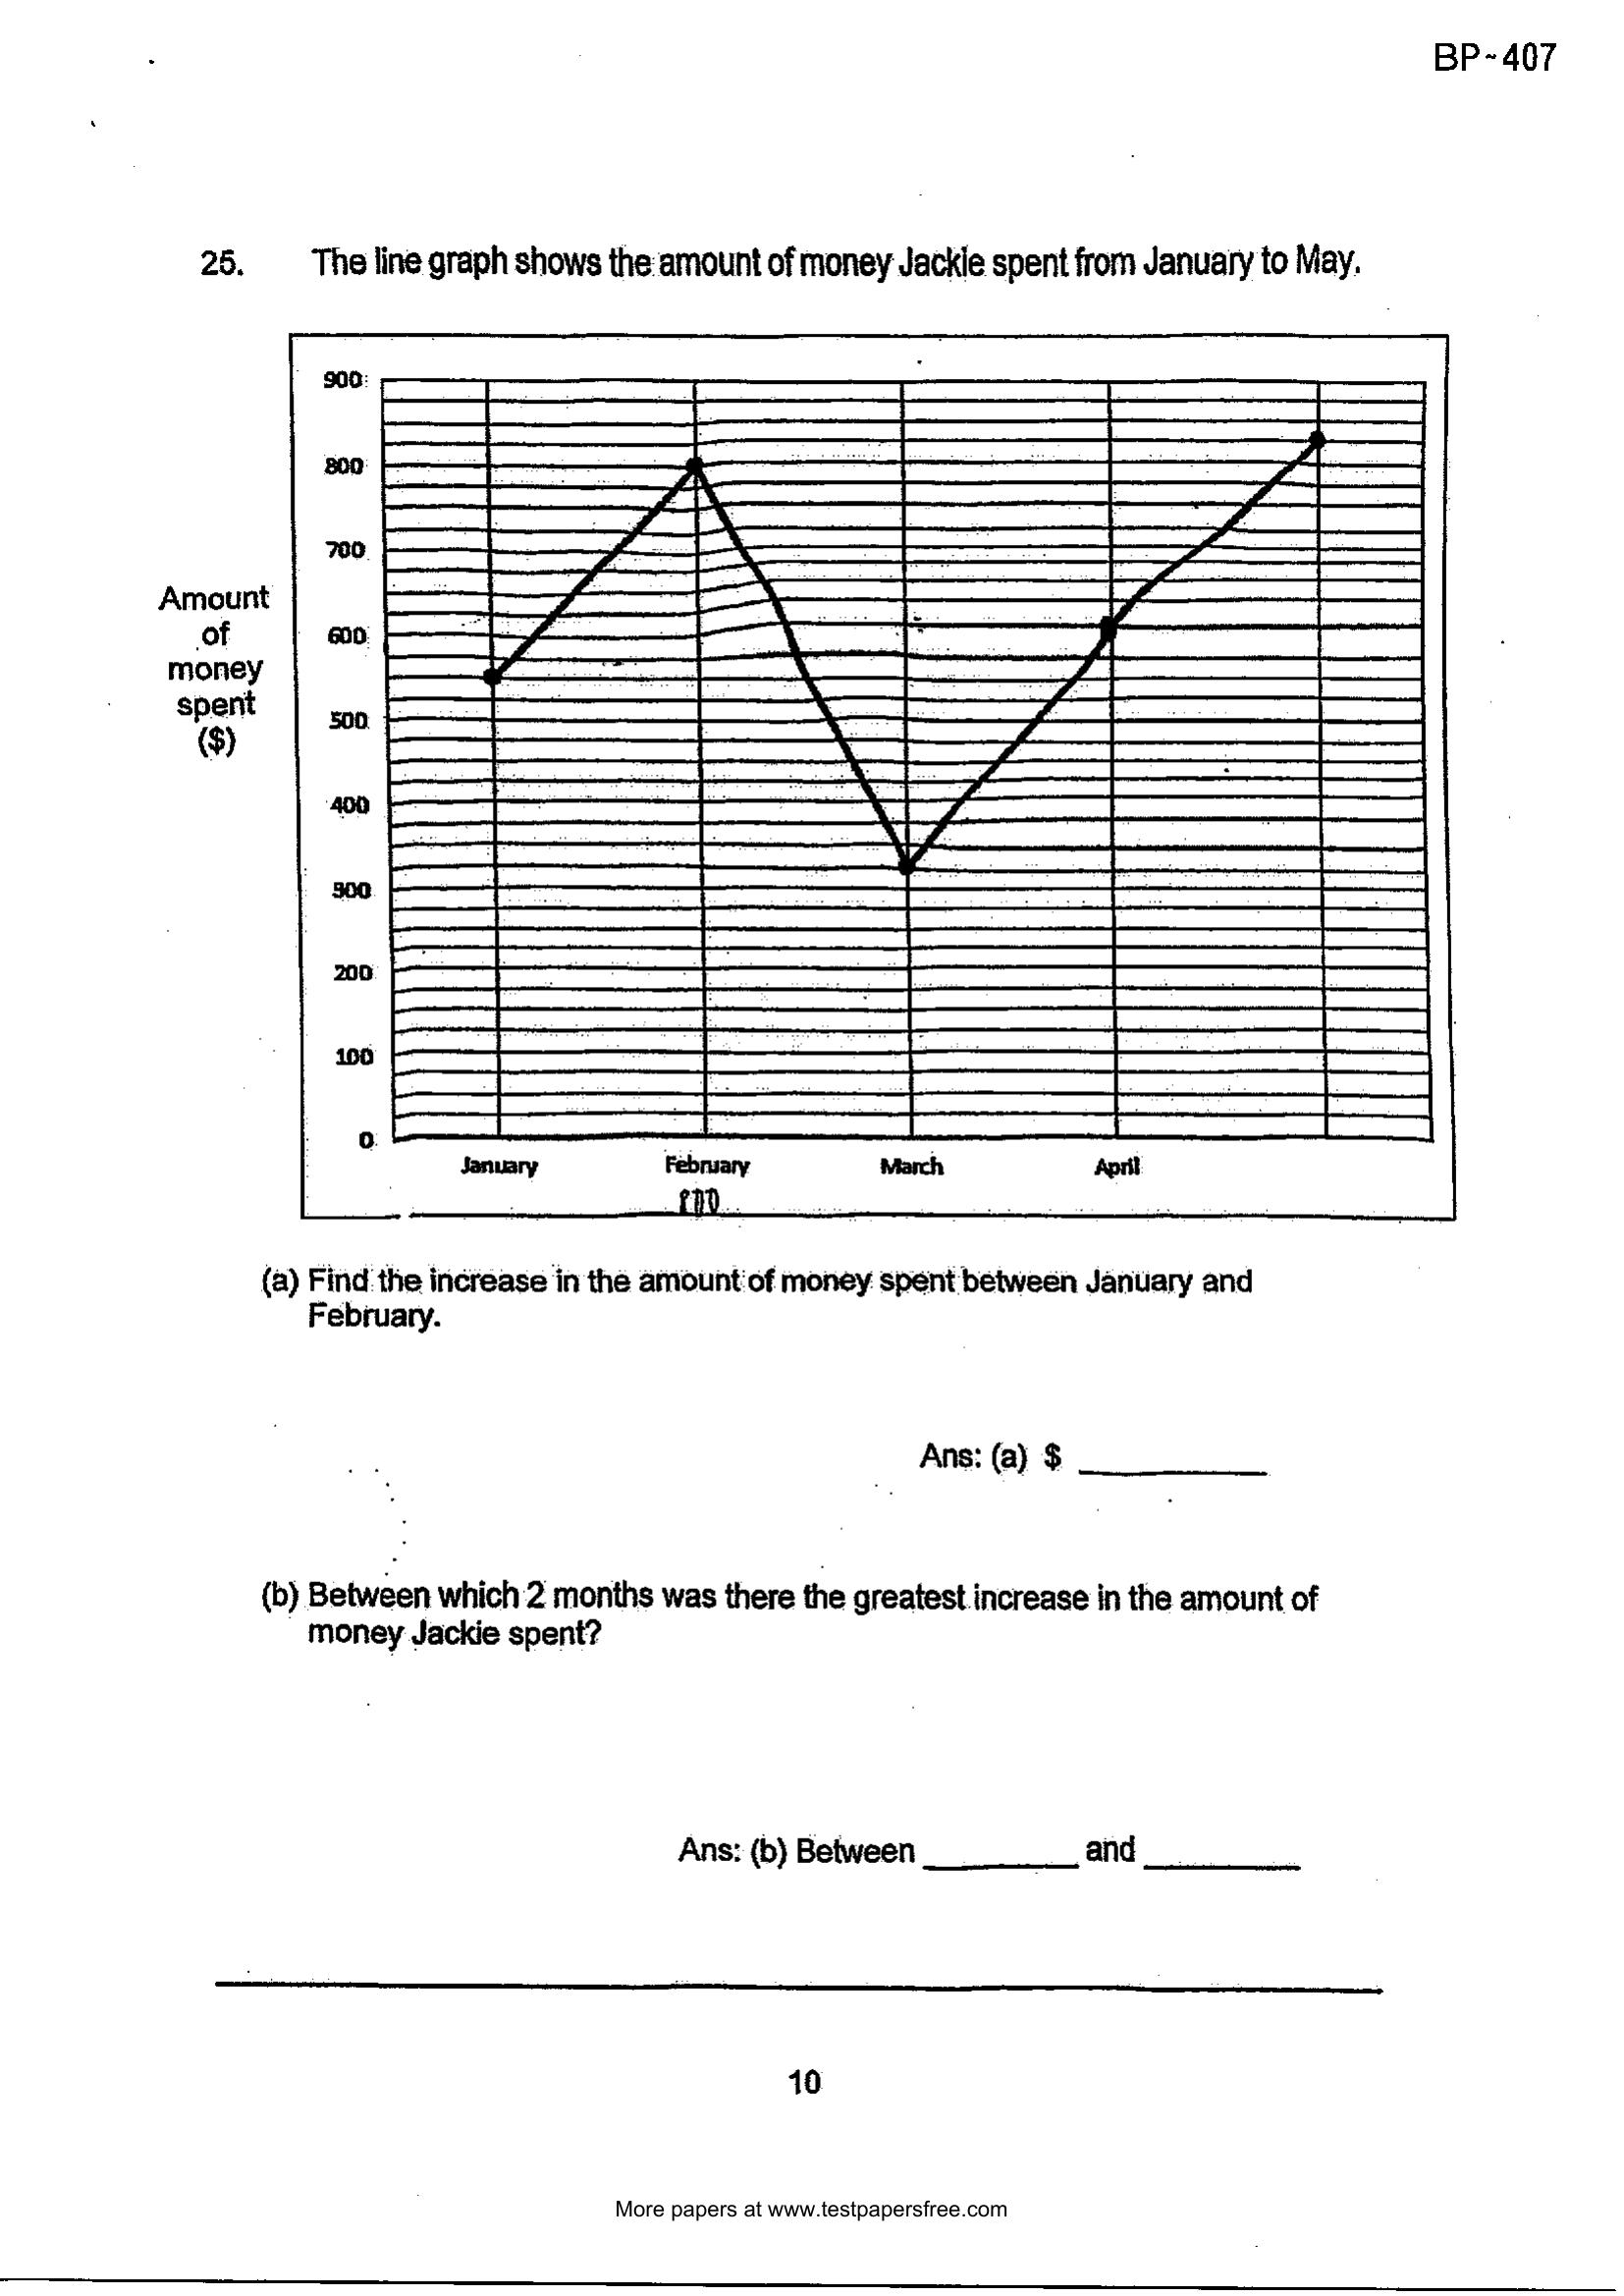 BP~407
25. The line graph shows the amount of money Jackie spent from January to May.
900
800
700
600
500
400
300
200
100
0
Amount
of
money
spent
($)
January February March April
(a) Find the increase in the amount of money spent between January and
February.
Ans: (a) $ ________
(b) Between which 2 months was there the greatest increase in the amount of
money Jackie spent?
Ans: (b) Between ________ and ________
10
More papers at www.testpapersfree.com